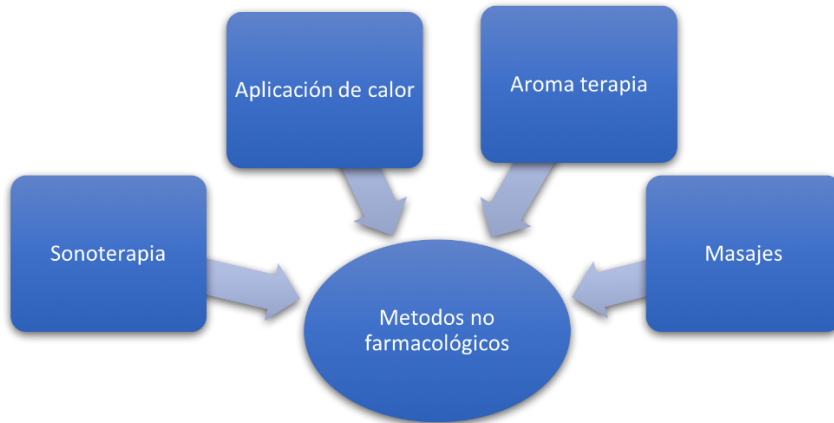 Sonoterapia
Aplicación de calor
Aroma terapia
Masajes
Metodos no
farmacológicos